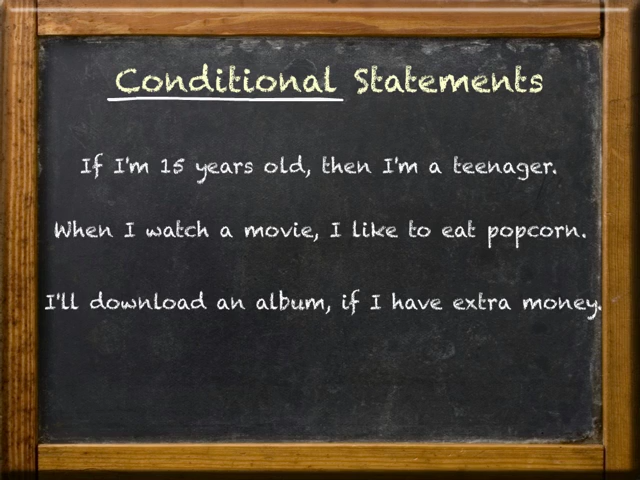 Conditional Statements
If I'm 15 years old, then I'm a teenager.
When I watch a movie, I like to eat popcorn.
I'll download an album, if I have extra money.